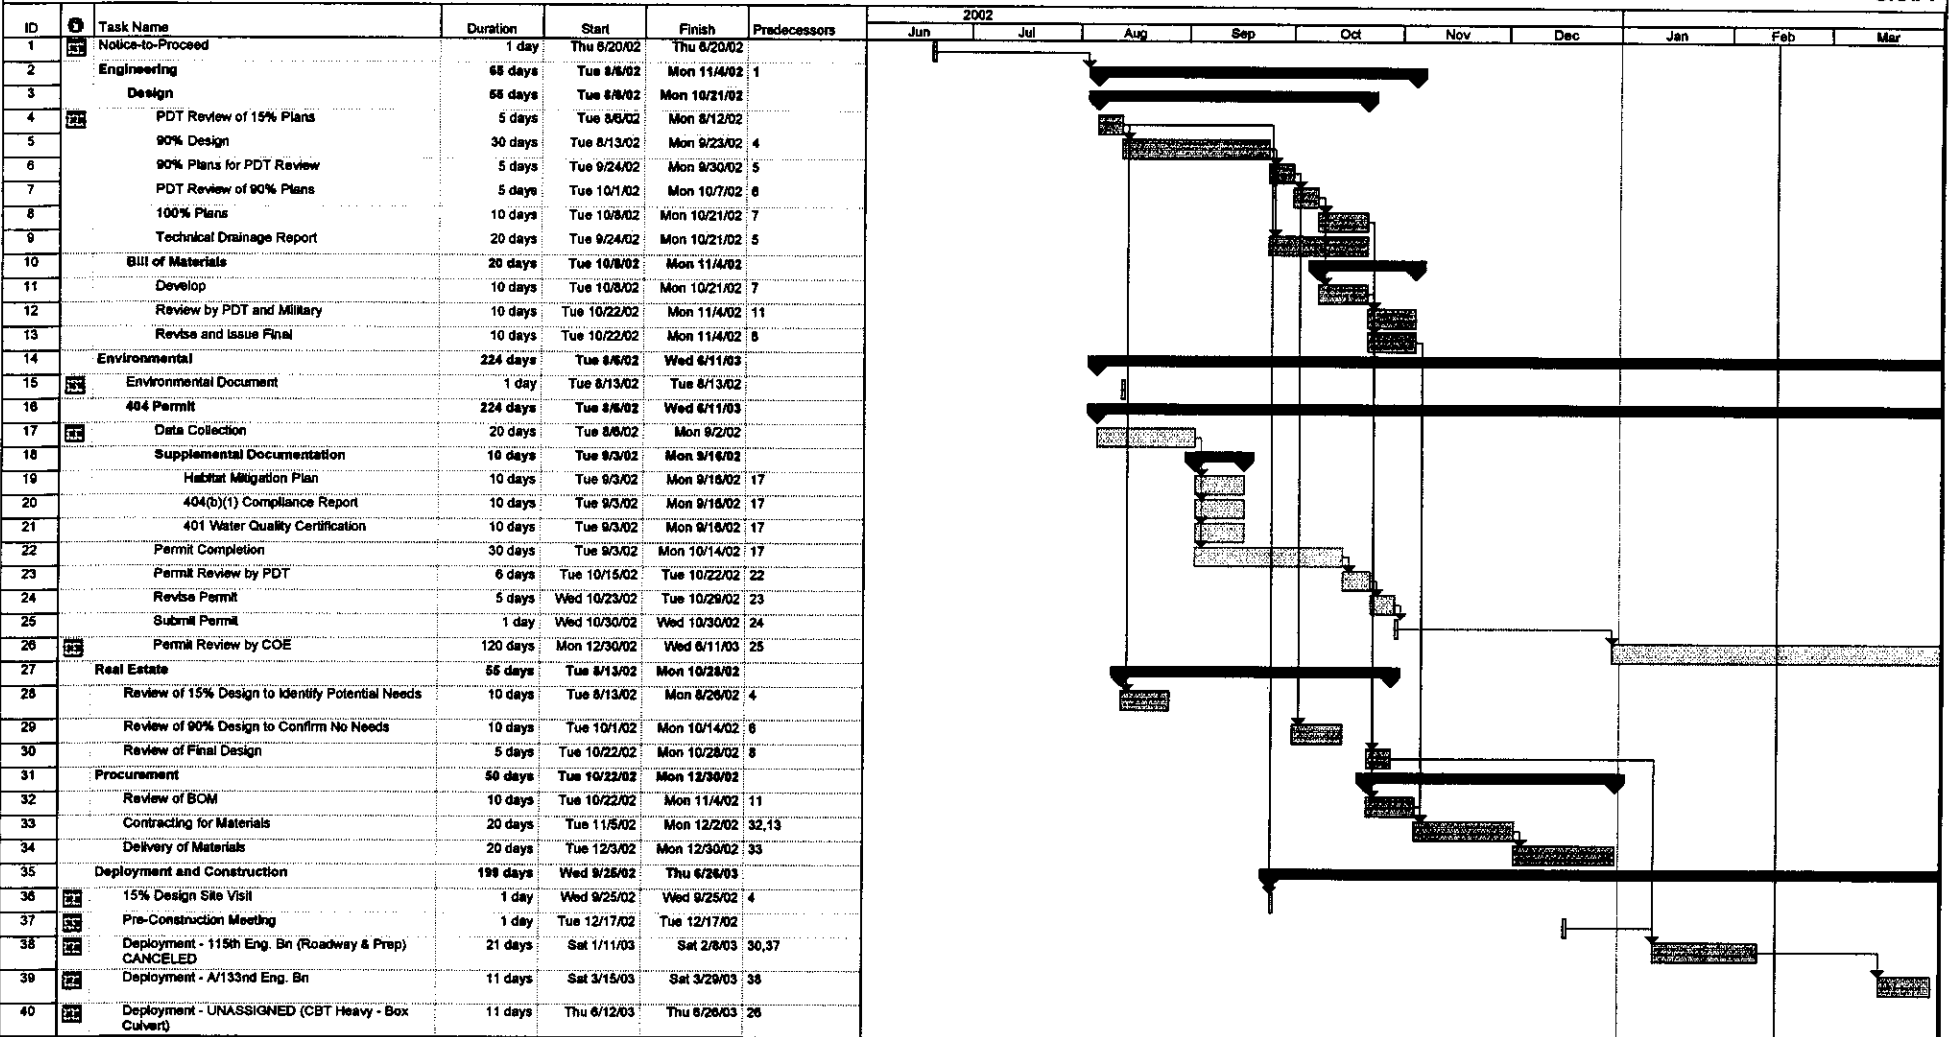 2002
ID Task Name Duration Start Finish Predecessors Jun Jul Aug Sep Oct Nov Dec Jan Feb Mar
1 Notice-to-Proceed 1 day Thu 6/20/02 Thu 6/20/02
2 Engineering 65 days Tue 8/6/02 Mon 11/4/02 1
3 Design 55 days Tue 8/6/02 Mon 10/21/02
4 PDT Review of 15% Plans 5 days Tue 8/6/02 Mon 8/12/02
5 90% Design 30 days Tue 8/13/02 Mon 9/23/02 4
6 90% Plans for PDT Review 5 days Tue 9/24/02 Mon 9/30/02 5
7 PDT Review of 90% Plans 5 days Tue 10/1/02 Mon 10/7/02 6
8 100% Plans 10 days Tue 10/8/02 Mon 10/21/02 7
9 Technical Drainage Report 20 days Tue 9/24/02 Mon 10/21/02 5
10 Bill of Materials 20 days Tue 10/8/02 Mon 11/4/02
11 Develop 10 days Tue 10/8/02 Mon 10/21/02 7
12 Review by PDT and Military 10 days Tue 10/22/02 Mon 11/4/02 11
13 Revise and Issue Final 10 days Tue 10/22/02 Mon 11/4/02 8
14 Environmental 224 days Tue 8/6/02 Wed 6/11/03
15 Environmental Document 1 day Tue 8/13/02 Tue 8/13/02
16 404 Permit 224 days Tue 8/6/02 Wed 6/11/03
17 Data Collection 20 days Tue 8/6/02 Mon 9/2/02
18 Supplemental Documentation 10 days Tue 9/3/02 Mon 9/16/02
19 Habitat Mitigation Plan 10 days Tue 9/3/02 Mon 9/16/02 17
20 404(b)(1) Compliance Report 10 days Tue 9/3/02 Mon 9/16/02 17
21 401 Water Quality Certification 10 days Tue 9/3/02 Mon 9/16/02 17
22 Permit Completion 30 days Tue 9/3/02 Mon 10/14/02 17
23 Permit Review by PDT 6 days Tue 10/15/02 Tue 10/22/02 22
24 Revise Permit 5 days Wed 10/23/02 Tue 10/29/02 23
25 Submit Permit 1 day Wed 10/30/02 Wed 10/30/02 24
26 Permit Review by COE 120 days Mon 12/30/02 Wed 6/11/03 25
27 Real Estate 55 days Tue 8/13/02 Mon 10/28/02
28 Review of 15% Design to Identify Potential Needs 10 days Tue 8/13/02 Mon 8/26/02 4
29 Review of 90% Design to Confirm No Needs 10 days Tue 10/1/02 Mon 10/14/02 6
30 Review of Final Design 5 days Tue 10/22/02 Mon 10/28/02 8
31 Procurement 50 days Tue 10/22/02 Mon 12/30/02
32 Review of BOM 10 days Tue 10/22/02 Mon 11/4/02 11
33 Contracting for Materials 20 days Tue 11/5/02 Mon 12/2/02 32,13
34 Delivery of Materials 20 days Tue 12/3/02 Mon 12/30/02 33
35 Deployment and Construction 199 days Wed 9/25/02 Thu 6/26/03
36 15% Design Site Visit 1 day Wed 9/25/02 Wed 9/25/02 4
37 Pre-Construction Meeting 1 day Tue 12/17/02 Tue 12/17/02
38 Deployment - 115th Eng. Bn (Roadway & Prep) 21 days Sat 1/11/03 Sat 2/8/03 30,37
CANCELED
39 Deployment - A/133nd Eng. Bn 11 days Sat 3/15/03 Sat 3/29/03 38
40 Deployment - UNASSIGNED (CBT Heavy - Box 11 days Thu 6/12/03 Thu 6/26/03 26
Culvert)